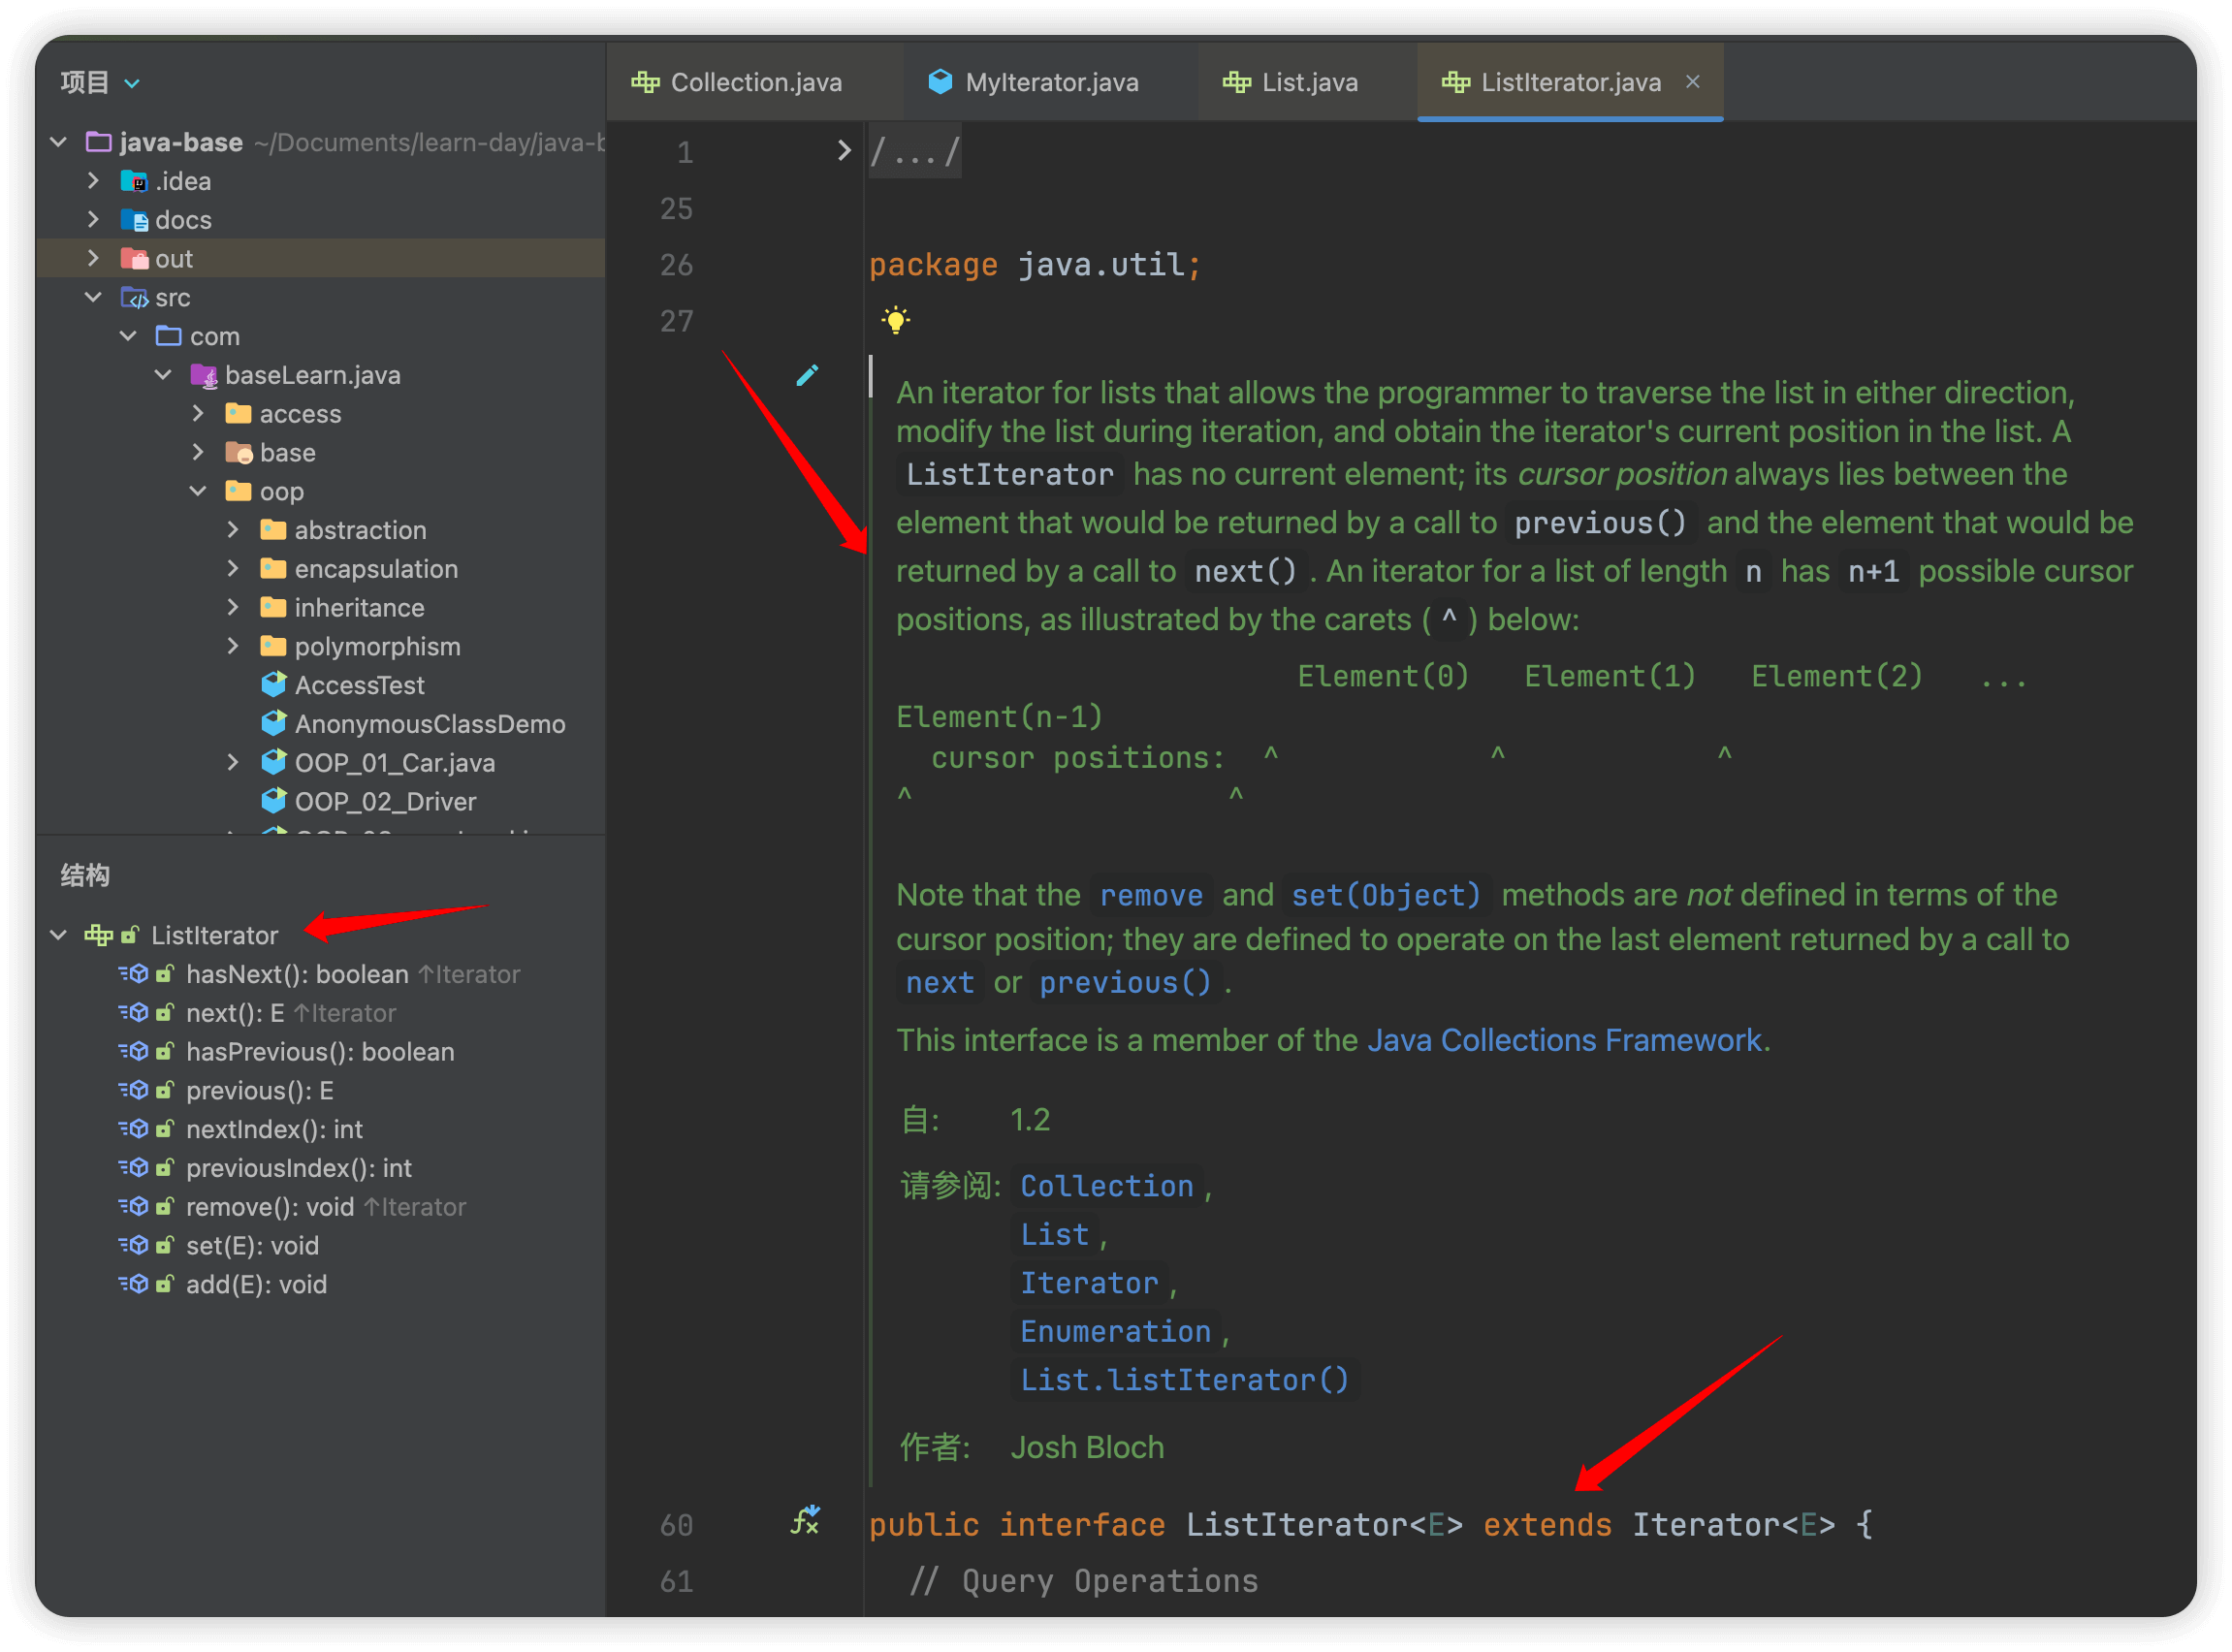 项目
java-base ~/Documents/learn-day/java-b
.idea
docs
out
src
com
baseLearn.java
access
base
oop
abstraction
encapsulation
inheritance
polymorphism
AccessTest
AnonymousClassDemo
OOP_01_Car.java
OOP_02_Driver
结构
ListIterator
hasNext(): boolean ↑Iterator
next(): E ↑Iterator
hasPrevious(): boolean
previous(): E
nextIndex(): int
previousIndex(): int
remove(): void ↑Iterator
set(E): void
add(E): void
Collection.java MyIterator.java List.java ListIterator.java ×
1 /.../
25
26 package java.util;
27
An iterator for lists that allows the programmer to traverse the list in either direction,
modify the list during iteration, and obtain the iterator's current position in the list. A
ListIterator has no current element; its cursor position always lies between the
element that would be returned by a call to previous() and the element that would be
returned by a call to next() . An iterator for a list of length n has n+1 possible cursor
positions, as illustrated by the carets ( ^ ) below:
Element(0) Element(1) Element(2) ...
Element(n-1)
cursor positions: ^ ^ ^
^ ^
Note that the remove and set(Object) methods are not defined in terms of the
cursor position; they are defined to operate on the last element returned by a call to
next or previous() .
This interface is a member of the Java Collections Framework.
自: 1.2
请参阅: Collection ,
List ,
Iterator ,
Enumeration ,
List.listIterator()
作者: Josh Bloch
60 public interface ListIterator<E> extends Iterator<E> {
61 // Query Operations